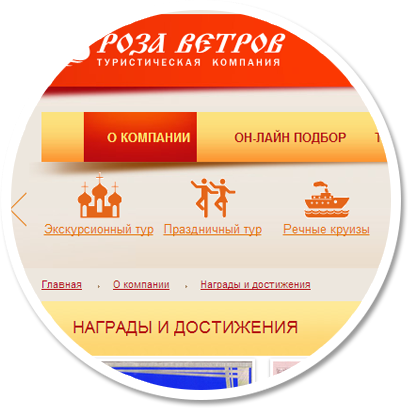 РОЗА ВЕТРОВ
ТУРИСТИЧЕСКАЯ КОМПАНИЯ
О КОМПАНИИ ОН-ЛАЙН ПОДБОР
Экскурсионный тур Праздничный тур Речные круизы
Главная О компании Награды и достижения
НАГРАДЫ И ДОСТИЖЕНИЯ